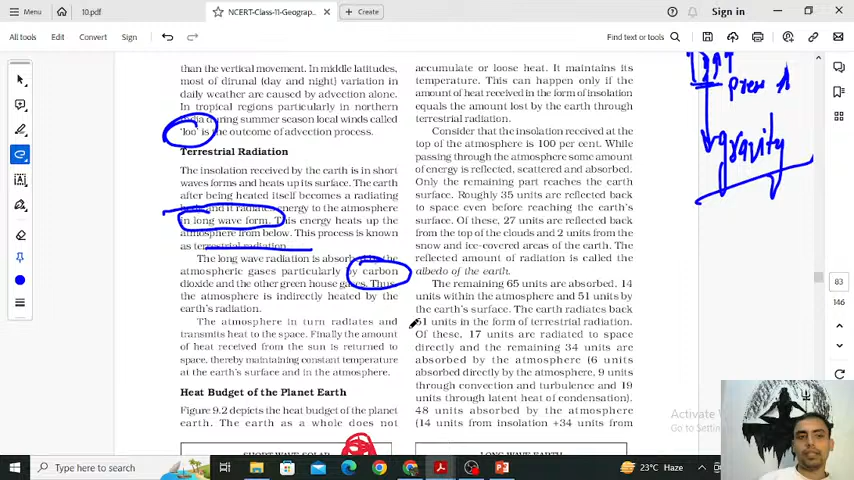 Menu
10.pdf
NCERT-Class-11-Geograp...
Create
Sign in
All tools
Edit
Convert
Sign
Find text or tools
than the vertical movement. In middle latitudes,
most of dirunal (day and night) variation in
daily weather are caused by advection alone.
In tropical regions particularly in northern
India during summer season local winds called
'loo' is the outcome of advection process.
Terrestrial Radiation
The insolation received by the earth is in short
waves forms and heats up its surface. The earth
after being heated itself becomes a radiating
body and it radiates energy to the atmosphere
in long wave form. This energy heats up the
atmosphere from below. This process is known
as terrestrial radiation.
The long wave radiation is absorbed by the
atmospheric gases particularly by carbon
dioxide and the other green house gases. Thus,
the atmosphere is indirectly heated by the
earth's radiation.
The atmosphere in turn radiates and
transmits heat to the space. Finally the
amount of heat received from the sun is returned to
space, thereby maintaining constant temperature
at the earth's surface and in the atmosphere.
Heat Budget of the Planet Earth
Figure 9.2 depicts the heat budget of the planet
earth. The earth as a whole does not
SHORT WAVE SOLAR
accumulate or loose heat. It maintains its
temperature. This can happen only if the
amount of heat received in the form of insolation
equals the amount lost by the earth through
terrestrial radiation.
Consider that the insolation received at the
top of the atmosphere is 100 per cent. While
passing through the atmosphere some amount
of energy is reflected, scattered and absorbed.
Only the remaining part reaches the earth
surface. Roughly 35 units are reflected back
to space even before reaching the earth's
surface. Of these, 27 units are reflected back
from the top of the clouds and 2 units from the
snow and ice-covered areas of the earth. The
reflected amount of radiation is called the
albedo of the earth.
The remaining 65 units are absorbed, 14
units within the atmosphere and 51 units by
the earth's surface. The earth radiates back
51 units in the form of terrestrial radiation.
Of these, 17 units are radiated to space
directly and the remaining 34 units are
absorbed by the atmosphere (6 units
absorbed directly by the atmosphere, 9 units
through convection and turbulence and 19
units through latent heat of condensation).
48 units absorbed by the atmosphere
(14 units from insolation +34 units from
LONG WAVE EARTH
gravity
83
146
Activate
Go to Setting
Type here to search
23°C Haze